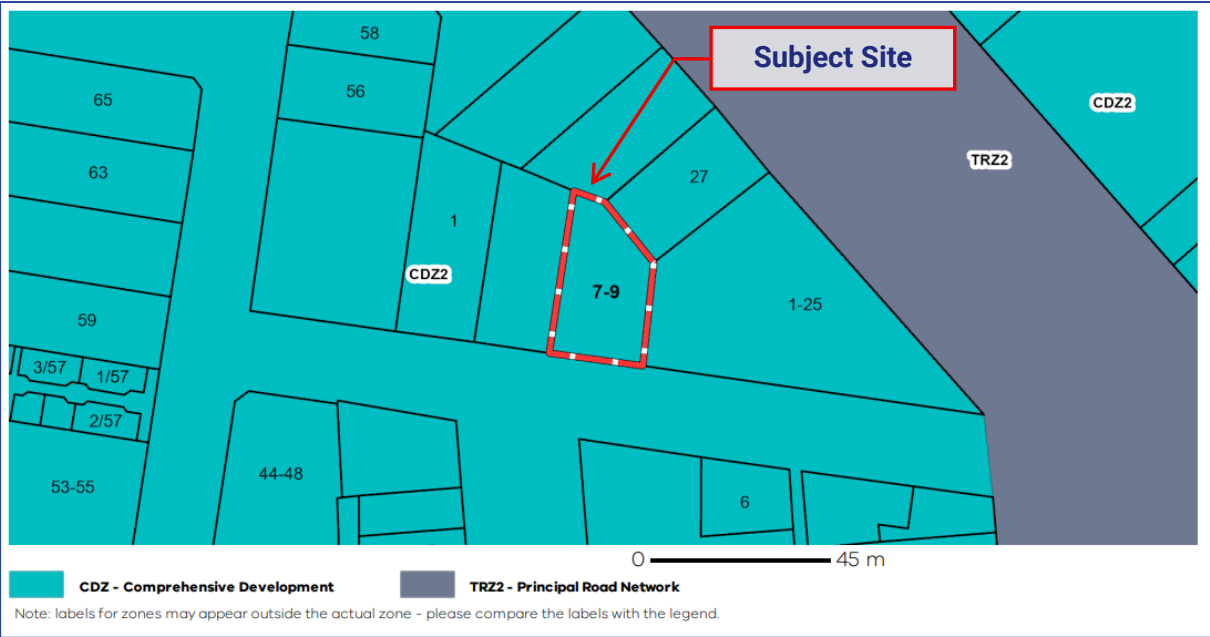 58
Subject Site
65
56
CDZ2
TRZ2
63
27
1
CDZ2
7-9
1-25
59
3/57
1/57
2/57
44-48
53-55
6
0 45 m
CDZ - Comprehensive Development
TRZ2 - Principal Road Network
Note: labels for zones may appear outside the actual zone - please compare the labels with the legend.